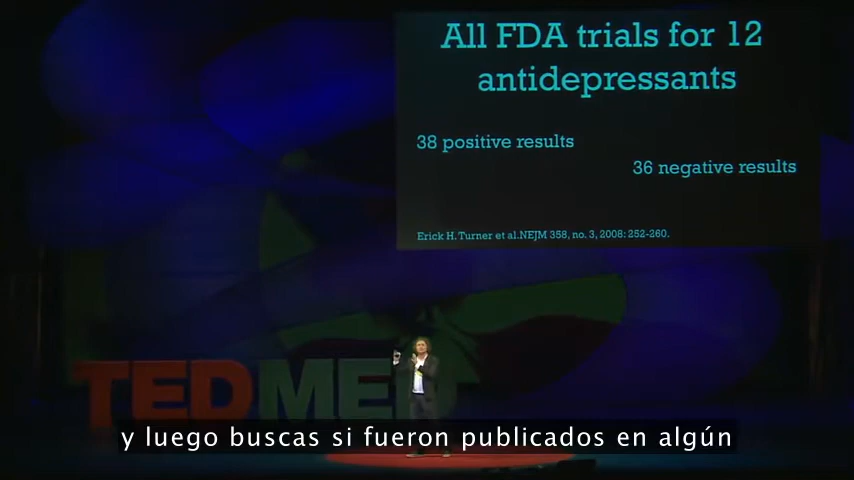 All FDA trials for 12
antidepressants
38 positive results
36 negative results
Erick H. Turner et al.NEJM 358, no. 3, 2008: 252-260.
TEDMED
y luego buscas si fueron publicados en algún